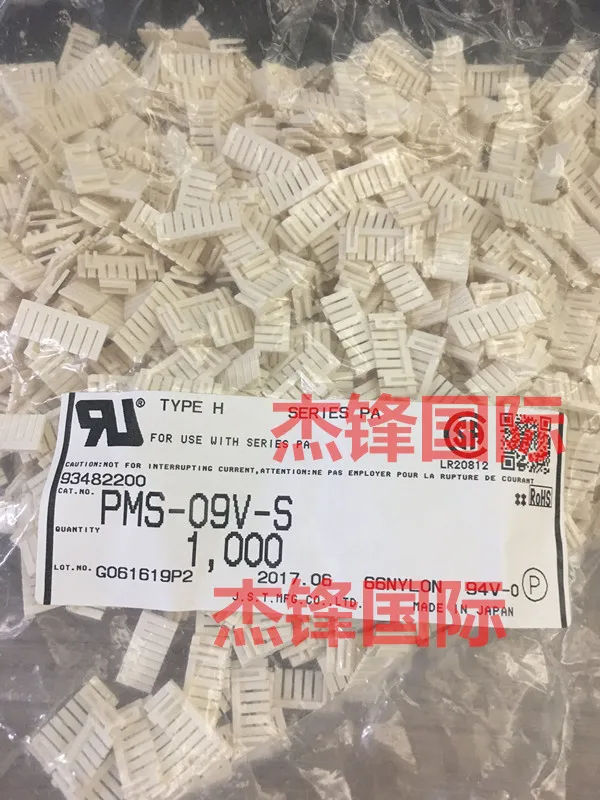 TYPE H SERIES PA
杰锋国际
FOR USE WITH SERIES PA
LR20812
CAUTION:NOT FOR INTERRUPTING CURRENT,ATTENTION:NE PAS EMPLOYER POUR LA RUPTURE DE COURANT
93482200
CAT.NO. PMS-09V-S
RoHS
QUANTITY 1,000
LOT.NO. G061619P2 2017.06 66NYLON 94V-0 P
J.S.T.MFG.CO.,LTD. MADE IN JAPAN
杰锋国际